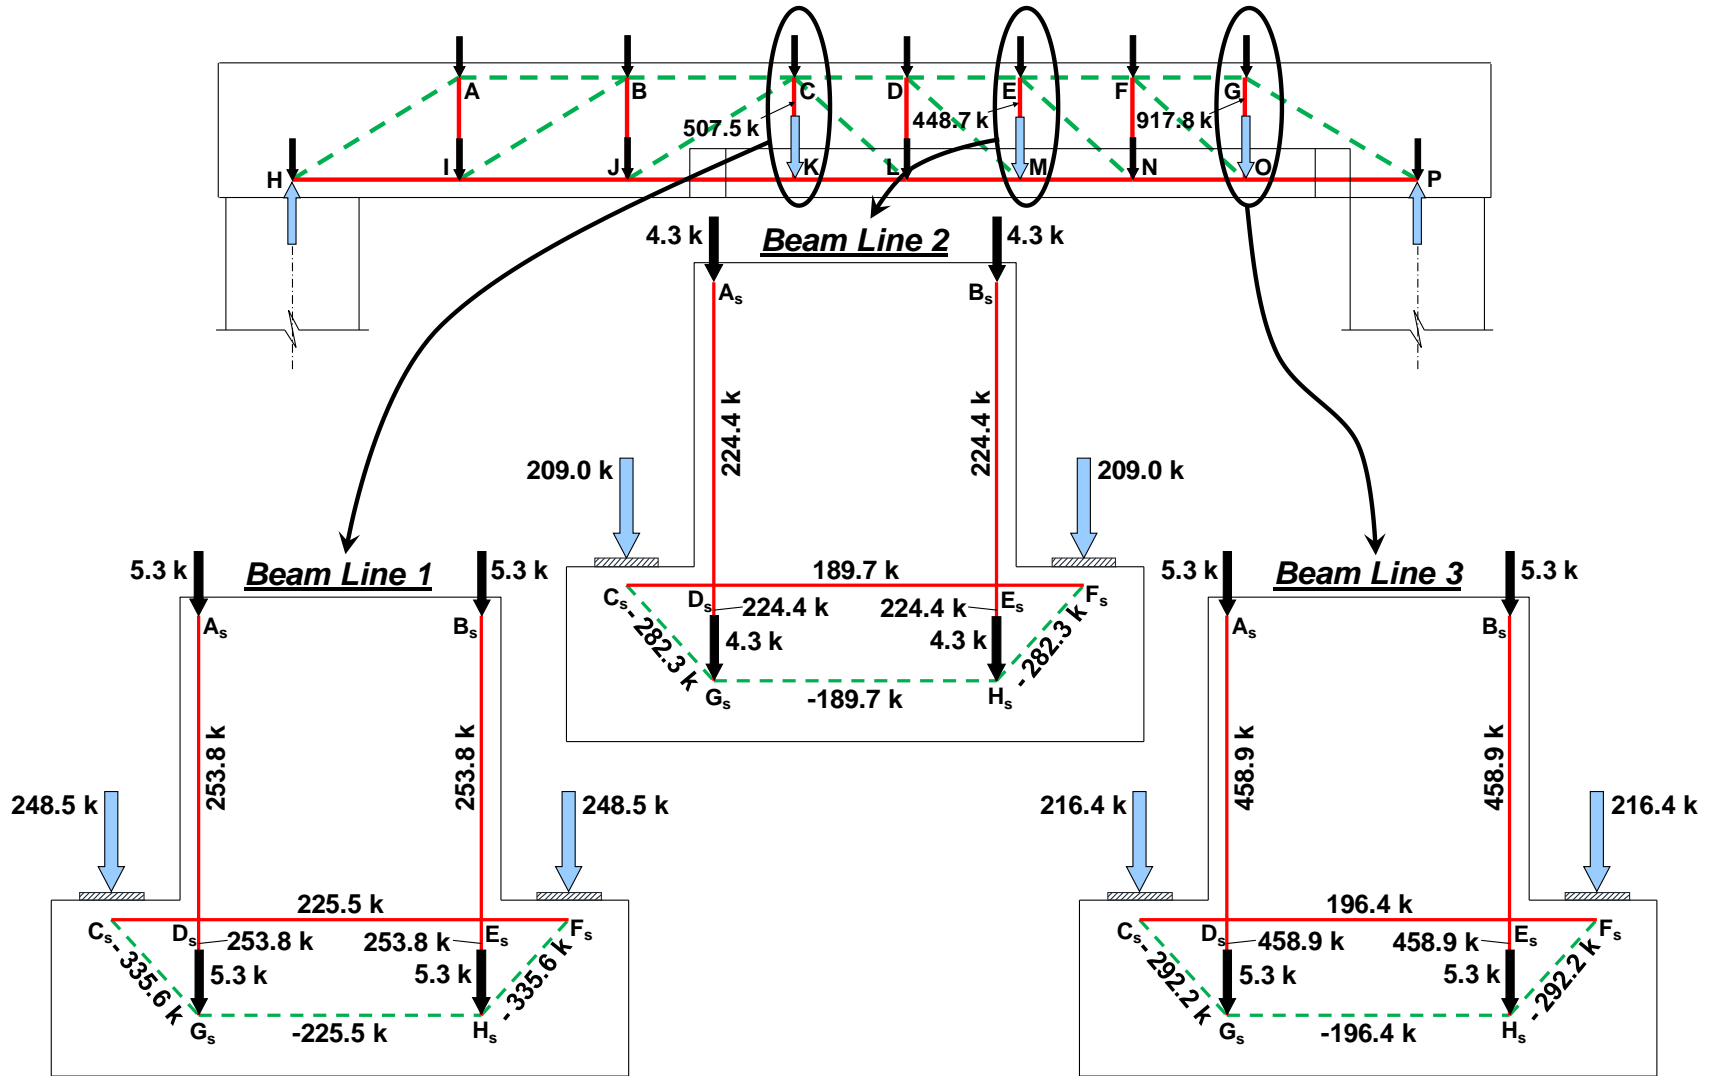 A B C D E F G
507.5 k 448.7 k 917.8 k
H I J K L M N O P
Beam Line 2
4.3 k 4.3 k
As Bs
224.4 k 224.4 k
209.0 k 209.0 k
189.7 k
Cs Ds Es Fs
224.4 k 224.4 k
4.3 k 4.3 k
- 282.3 k - 282.3 k
Gs -189.7 k Hs
Beam Line 1
5.3 k 5.3 k
As Bs
253.8 k 253.8 k
248.5 k 248.5 k
225.5 k
Cs Ds Es Fs
253.8 k 253.8 k
5.3 k 5.3 k
- 335.6 k - 335.6 k
Gs -225.5 k Hs
Beam Line 3
5.3 k 5.3 k
As Bs
458.9 k 458.9 k
216.4 k 216.4 k
196.4 k
Cs Ds Es Fs
458.9 k 458.9 k
5.3 k 5.3 k
- 292.2 k - 292.2 k
Gs -196.4 k Hs